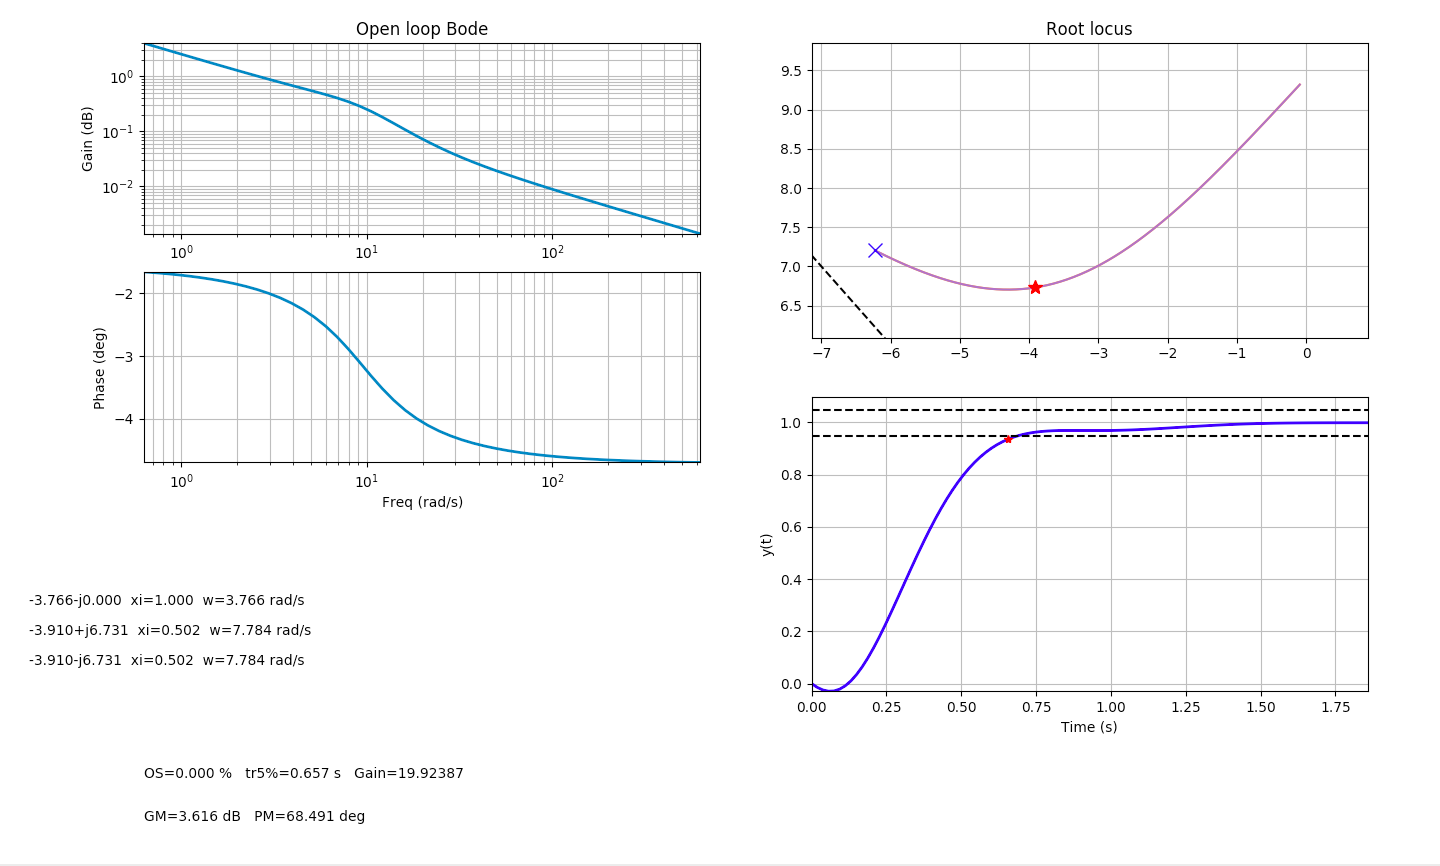 Open loop Bode
Gain (dB)
10⁰
10⁻¹
10⁻²
10⁰ 10¹ 10²
Phase (deg)
−2
−3
−4
10⁰ 10¹ 10²
Freq (rad/s)
Root locus
9.5
9.0
8.5
8.0
7.5
7.0
6.5
−7 −6 −5 −4 −3 −2 −1 0
y(t)
1.0
0.8
0.6
0.4
0.2
0.0
0.00 0.25 0.50 0.75 1.00 1.25 1.50 1.75
Time (s)
-3.766-j0.000 xi=1.000 w=3.766 rad/s
-3.910+j6.731 xi=0.502 w=7.784 rad/s
-3.910-j6.731 xi=0.502 w=7.784 rad/s
OS=0.000 % tr5%=0.657 s Gain=19.92387
GM=3.616 dB PM=68.491 deg